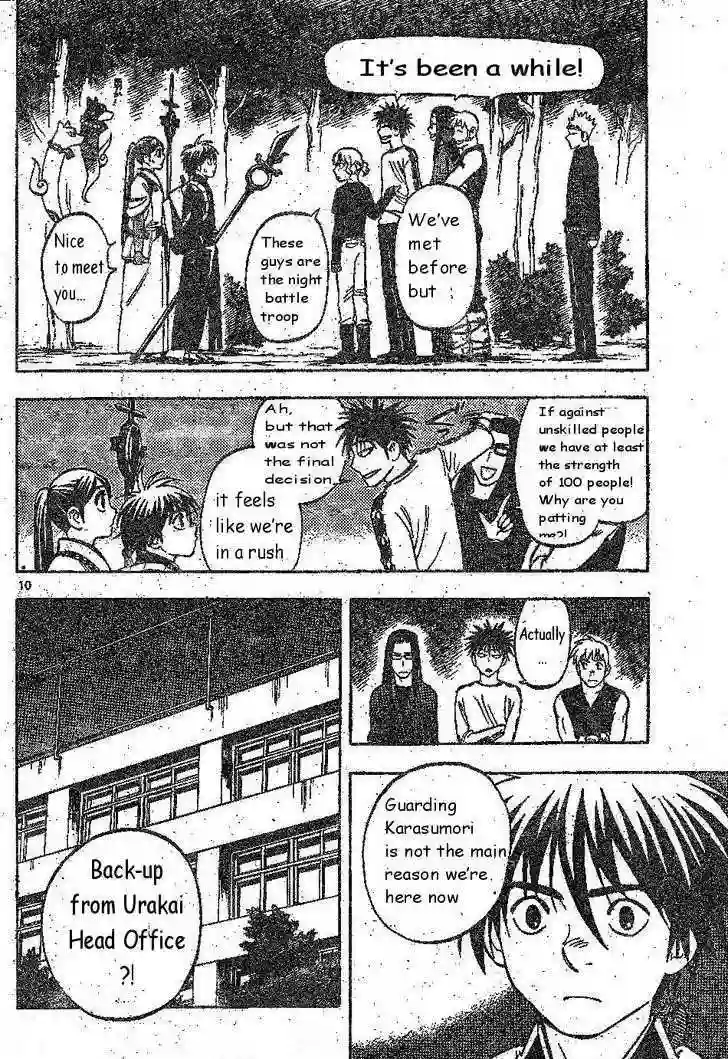 It's been a while!
We've
met
before
but
These
guys are
the night
battle
troop
Nice
to meet
you...
If against
unskilled people
we have at least
the strength
of 100 people!
Why are you
patting
me?!
Ah,
but that
was not
the final
decision.
it feels
like we're
in a rush
10
Actually
...
Guarding
Karasumori
is not the main
reason we're
here now
Back-up
from Urakai
Head Office
?!